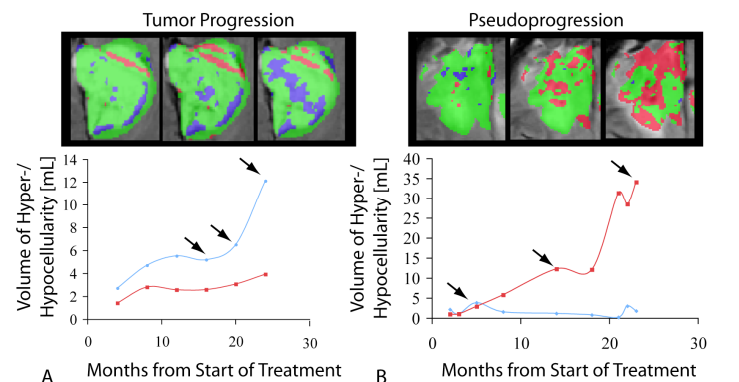 Tumor Progression
Pseudoprogression
Volume of Hyper-/
Hypocellularity [mL]
14
12
10
8
6
4
2
0
0
10
20
30
Months from Start of Treatment
A
Volume of Hyper-/
Hypocellularity [mL]
40
35
30
25
20
15
10
5
0
0
10
20
30
Months from Start of Treatment
B